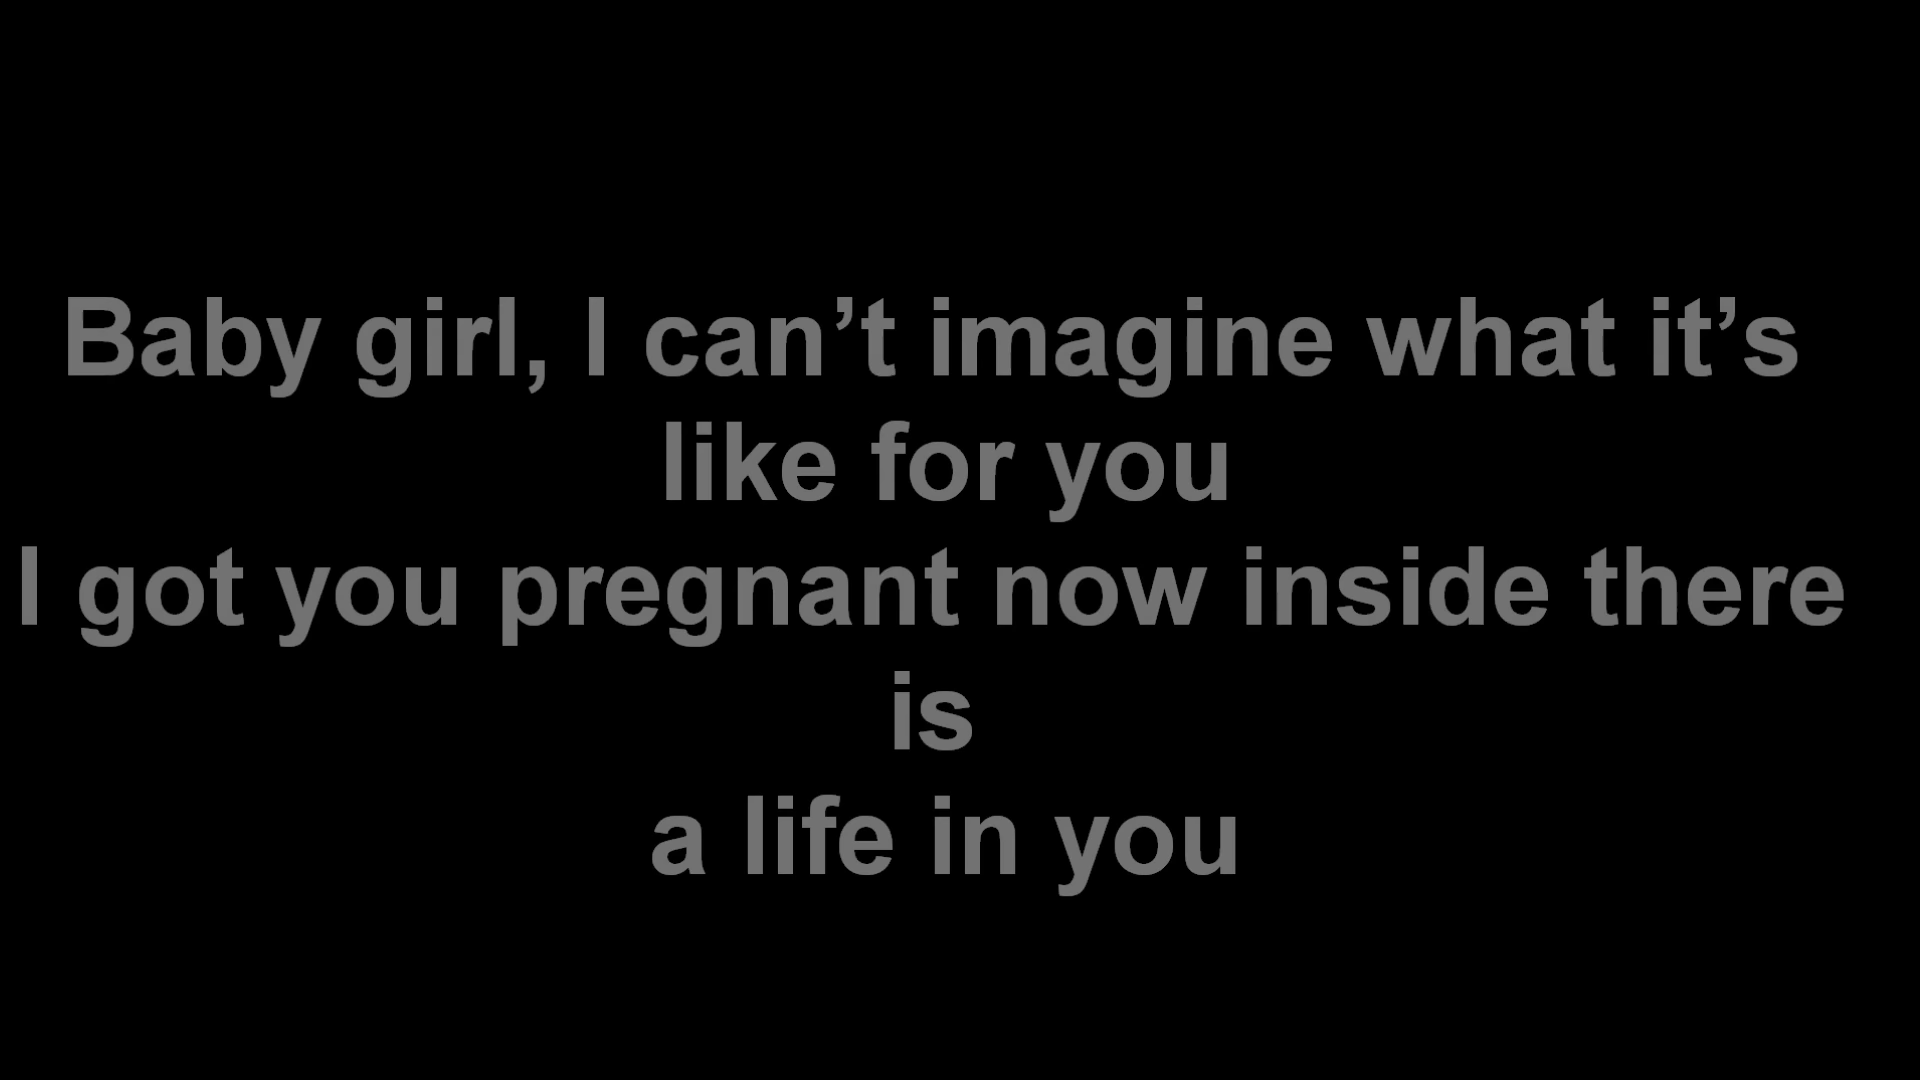 Baby girl, I can’t imagine what it’s
like for you
I got you pregnant now inside there
is
a life in you